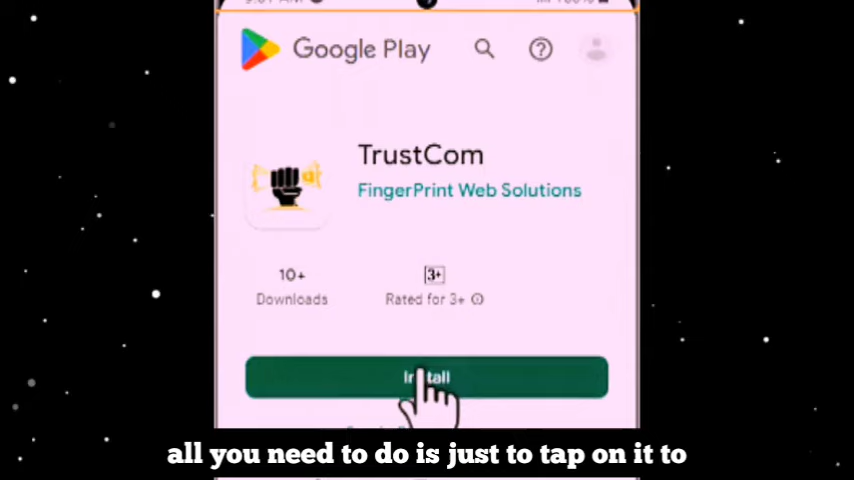 Google Play
TrustCom
FingerPrint Web Solutions
10+
3+
Downloads
Rated for 3+
Install
all you need to do is just to tap on it to